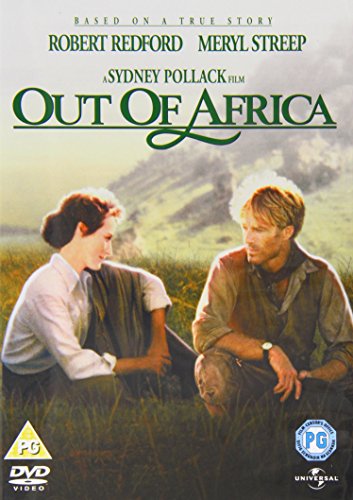 BASED ON A TRUE STORY
ROBERT REDFORD MERYL STREEP
A SYDNEY POLLACK FILM
OUT OF AFRICA
PG
PG
DVD
VIDEO
UNIVERSAL